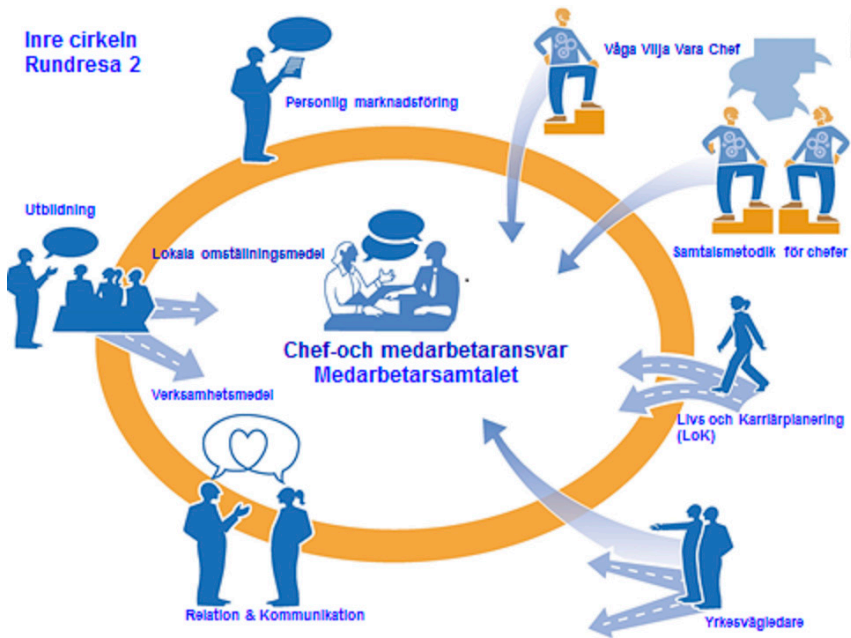 Inre cirkeln
Rundresa 2
Våga Vilja Vara Chef
Personlig marknadsföring
Utbildning
Lokala omställningsmedel
Samtalsmetodik för chefer
Chef-och medarbetaransvar
Medarbetarsamtalet
Verksamhetsmedel
Livs och Karriärplanering
(LoK)
Relation & Kommunikation
Yrkesvägledare